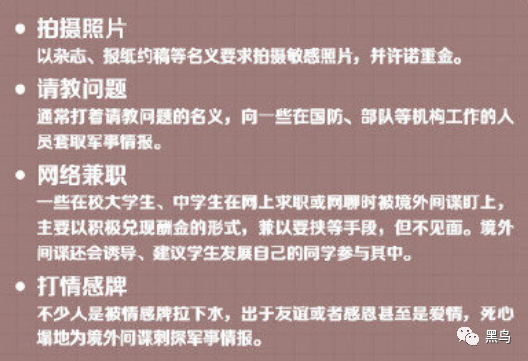 拍摄照片
以杂志、报纸约稿等名义要求拍摄敏感照片，并许诺重金。
请教问题
通常打着请教问题的名义，向一些在国防、部队等机构工作的人
员套取军事情报。
网络兼职
一些在校大学生、中学生在网上求职或网聊时被境外间谍盯上，
主要以积极兑现酬金的形式，兼以要挟等手段，但不见面。境外
间谍还会诱导、建议学生发展自己的同学参与其中。
打情感牌
不少人是被情感牌拉下水，出于友谊或者感恩甚至是爱情，死心
塌地为境外间谍刺探军事情报。
黑鸟